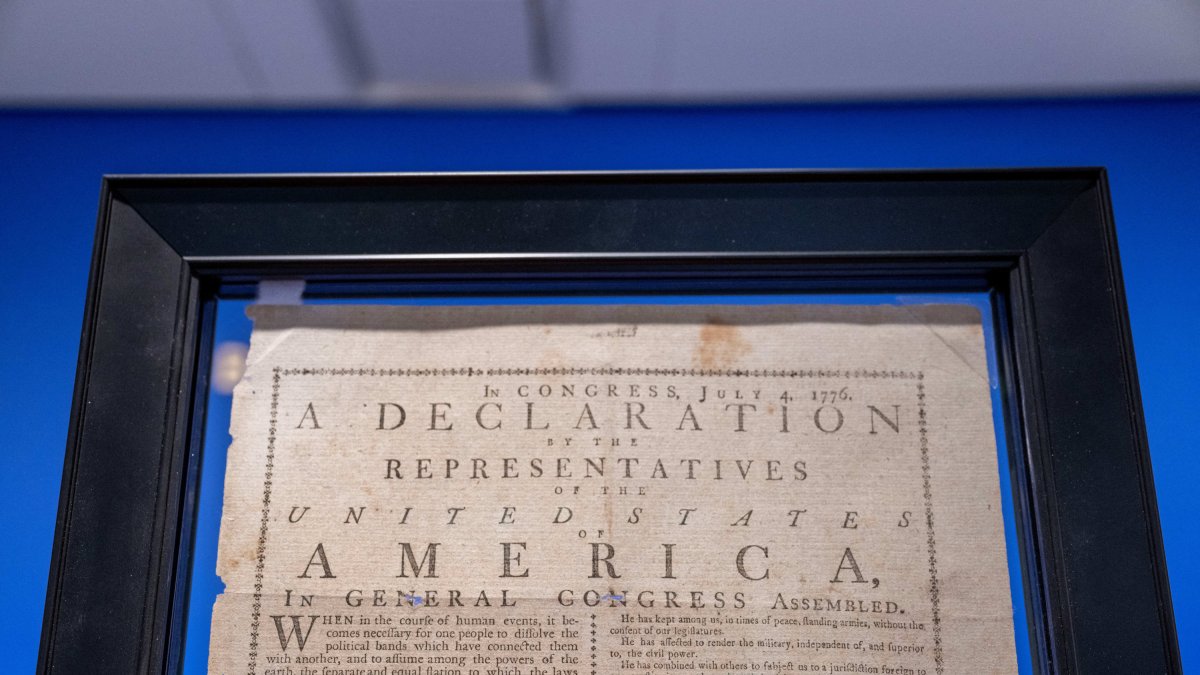 In CONGRESS, July 4, 1776.
A DECLARATION
BY THE
REPRESENTATIVES
OF THE
UNITED STATES
OF
AMERICA,
In GENERAL CONGRESS Assembled.
WHEN in the courſe of human events, it be-
comes neceſſary for one people to diſſolve the
political bands which have connected them
with another, and to aſſume among the powers of the
earth, the ſeparate and equal ſtation to which the laws
He has kept among us, in times of peace, ſtanding armies, without the
conſent of our legiſlatures.
He has affected to render the military, independent of, and ſuperior
to, the civil power.
He has combined with others to ſubject us to a juriſdiction foreign to